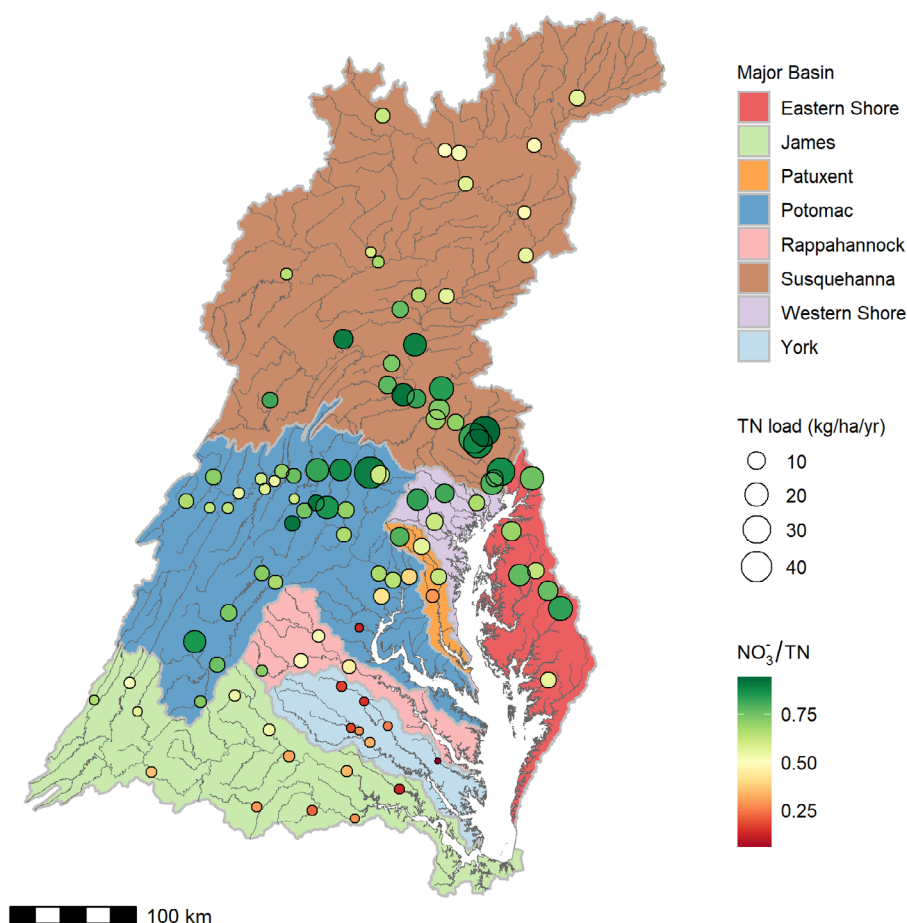 Major Basin
Eastern Shore
James
Patuxent
Potomac
Rappahannock
Susquehanna
Western Shore
York
TN load (kg/ha/yr)
10
20
30
40
NO₃⁻/TN
0.75
0.50
0.25
100 km